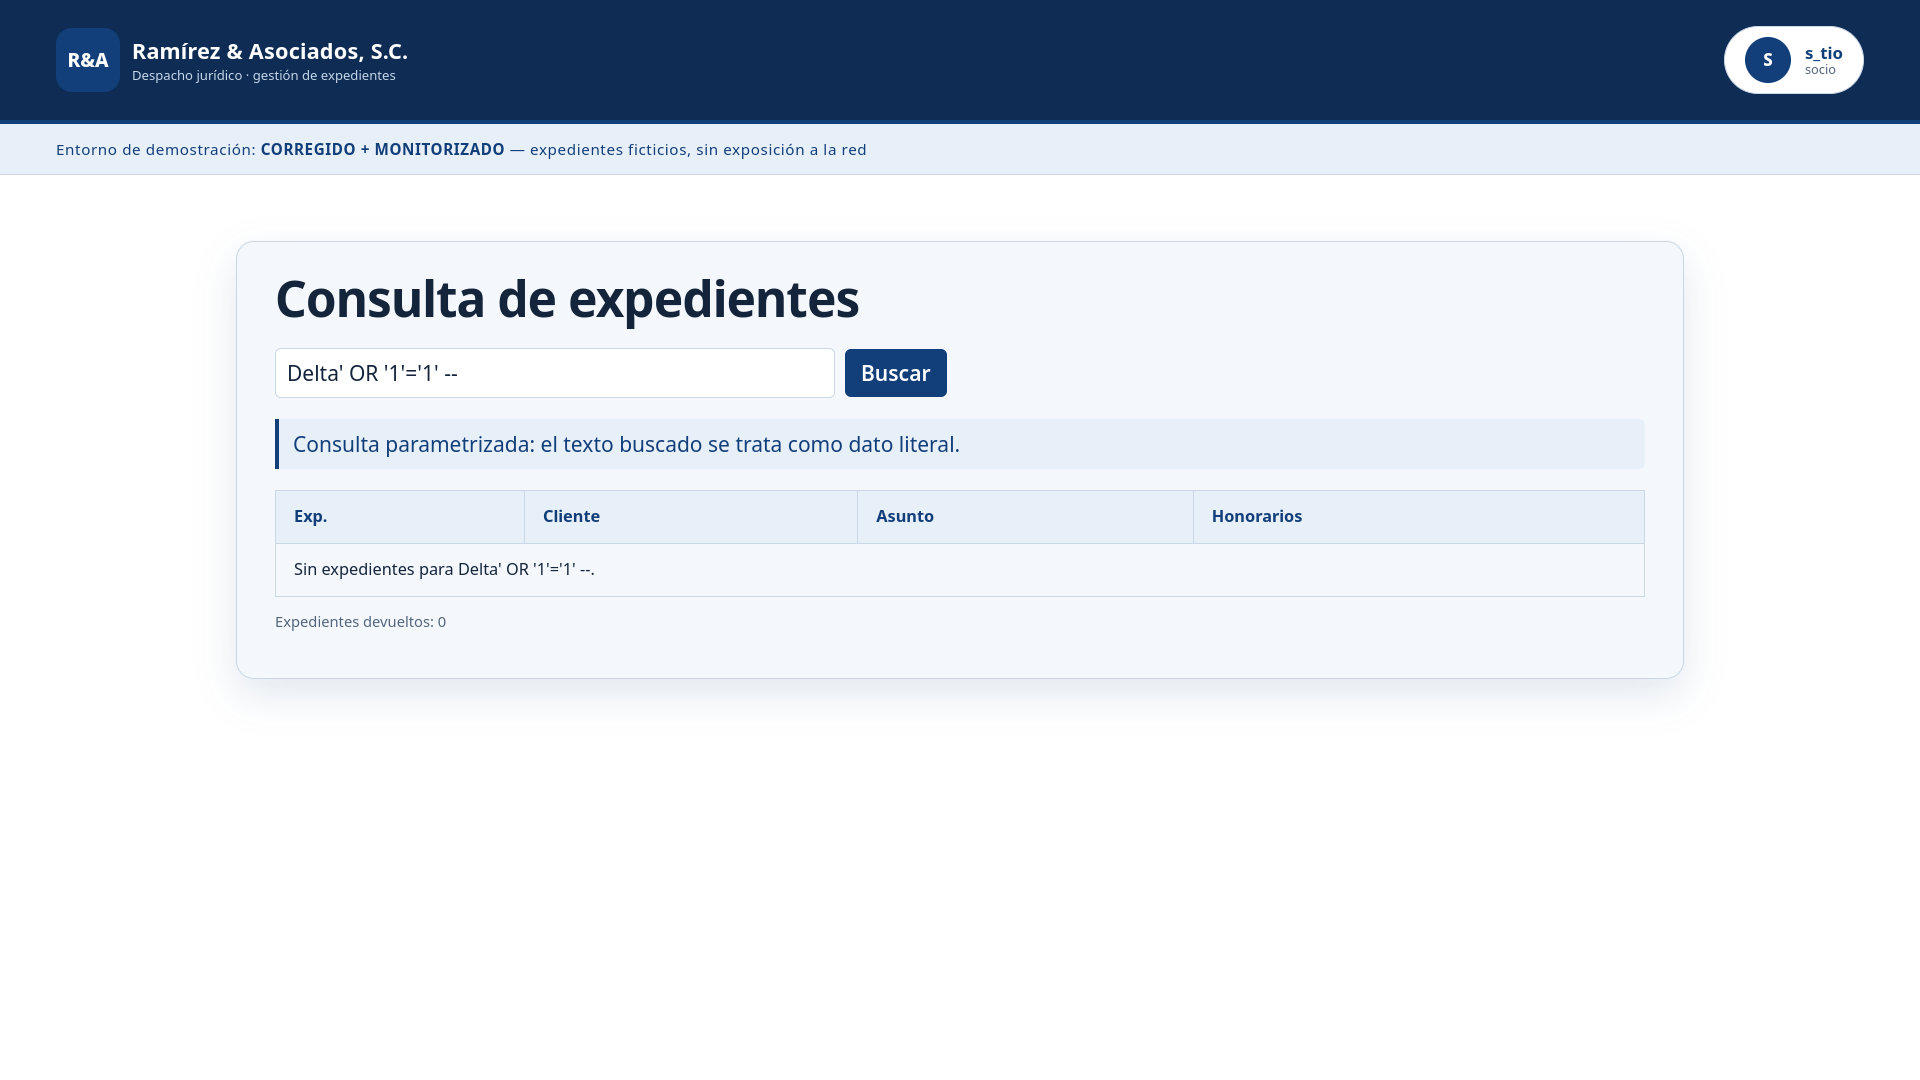 R&A
Ramírez & Asociados, S.C.
Despacho jurídico · gestión de expedientes
S
s_tio
socio
Entorno de demostración: CORREGIDO + MONITORIZADO — expedientes ficticios, sin exposición a la red
Consulta de expedientes
Delta' OR '1'='1' --
Buscar
Consulta parametrizada: el texto buscado se trata como dato literal.
Exp. Cliente Asunto Honorarios
Sin expedientes para Delta' OR '1'='1' --.
Expedientes devueltos: 0